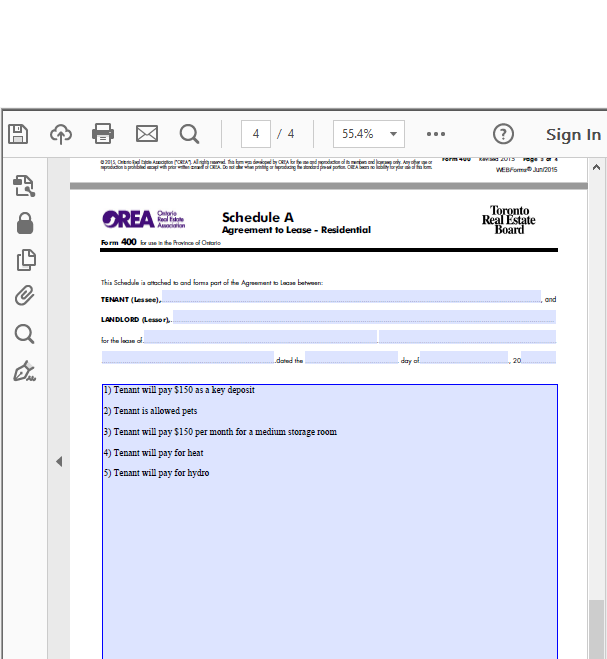 4 / 4
55.4%
Sign In
© 2015, Ontario Real Estate Association ("OREA"). All rights reserved. This form was developed by OREA for the use and reproduction of its members and licensees only. Any other use or
reproduction is prohibited except with prior written consent of OREA. Do not alter when printing or reproducing the standard pre-set portion. OREA bears no liability for your use of this form.
Form 400 Revised 2015 Page 3 of 4
WEBForms® Jun/2015
OREA Ontario
Real Estate
Association
Schedule A
Agreement to Lease - Residential
Toronto
Real Estate
Board
Form 400 for use in the Province of Ontario
This Schedule is attached to and forms part of the Agreement to Lease between:
TENANT (Lessee), , and
LANDLORD (Lessor),
for the lease of
dated the day of , 20
1) Tenant will pay $150 as a key deposit
2) Tenant is allowed pets
3) Tenant will pay $150 per month for a medium storage room
4) Tenant will pay for heat
5) Tenant will pay for hydro